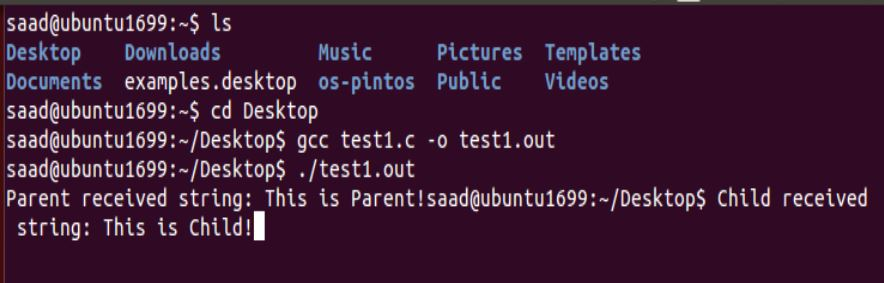 saad@ubuntu1699:~$ ls
Desktop Downloads Music Pictures Templates
Documents examples.desktop os-pintos Public Videos
saad@ubuntu1699:~$ cd Desktop
saad@ubuntu1699:~/Desktop$ gcc test1.c -o test1.out
saad@ubuntu1699:~/Desktop$ ./test1.out
Parent received string: This is Parent!saad@ubuntu1699:~/Desktop$ Child received
string: This is Child!